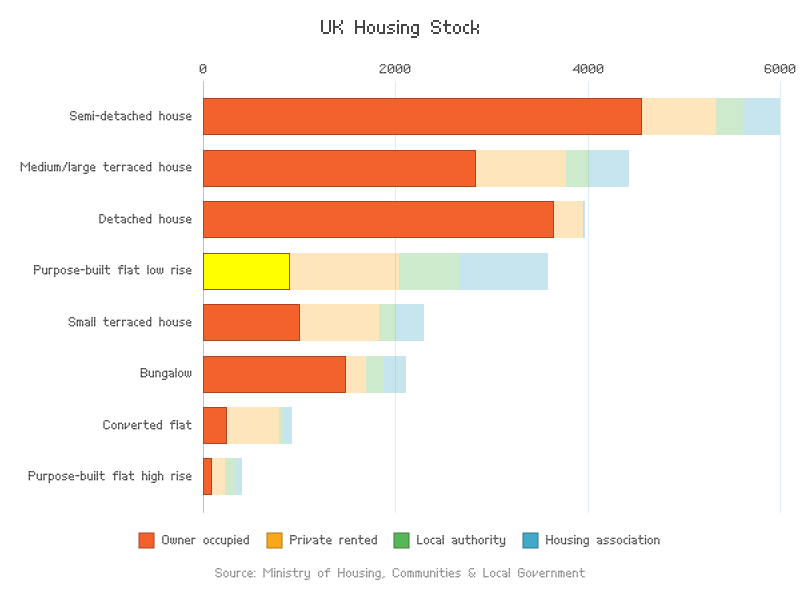 UK Housing Stock
0 2000 4000 6000
Semi-detached house
Medium/large terraced house
Detached house
Purpose-built flat low rise
Small terraced house
Bungalow
Converted flat
Purpose-built flat high rise
Owner occupied Private rented Local authority Housing association
Source: Ministry of Housing, Communities & Local Government